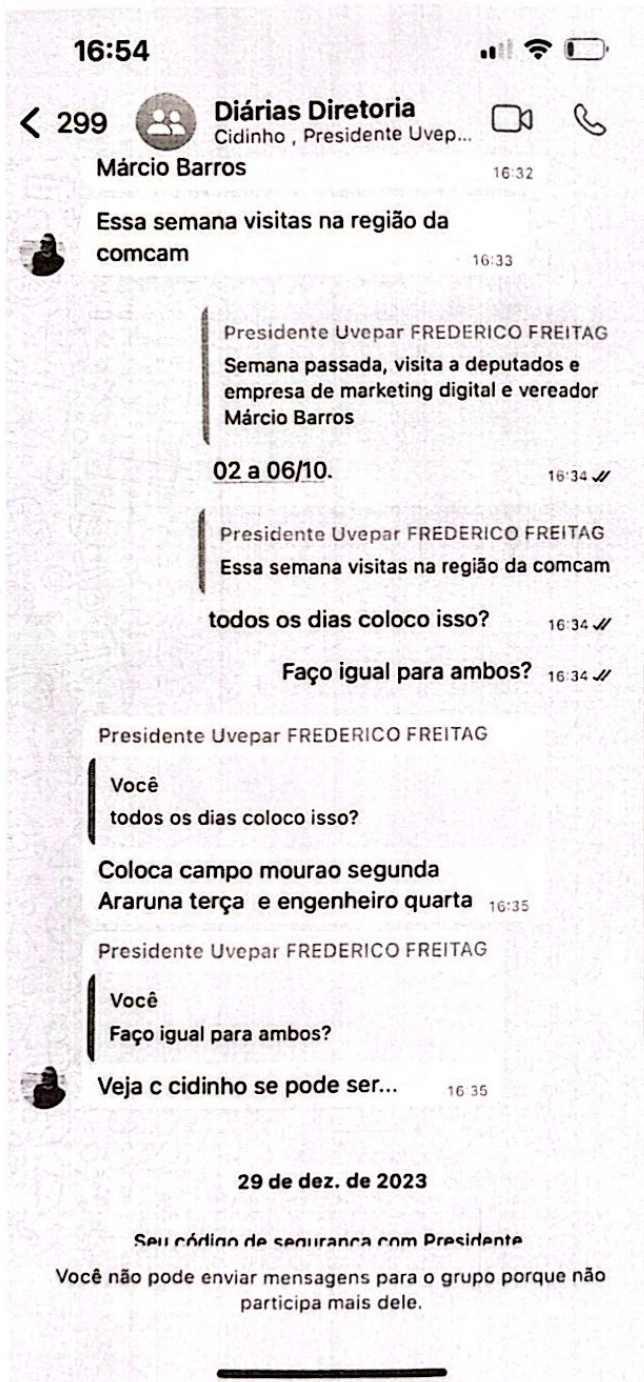 16:54
299
Diárias Diretoria
Cidinho , Presidente Uvep...
Márcio Barros
16:32
Essa semana visitas na região da
comcam
16:33
Presidente Uvepar FREDERICO FREITAG
Semana passada, visita a deputados e
empresa de marketing digital e vereador
Márcio Barros
02 a 06/10.
16:34
Presidente Uvepar FREDERICO FREITAG
Essa semana visitas na região da comcam
todos os dias coloco isso?
16:34
Faço igual para ambos? 16:34
Presidente Uvepar FREDERICO FREITAG
Você
todos os dias coloco isso?
Coloca campo mourao segunda
Araruna terça e engenheiro quarta 16:35
Presidente Uvepar FREDERICO FREITAG
Você
Faço igual para ambos?
Veja c cidinho se pode ser... 16:35
29 de dez. de 2023
Seu código de segurança com Presidente
Você não pode enviar mensagens para o grupo porque não
participa mais dele.